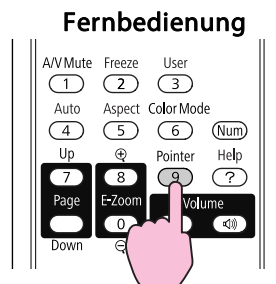 Fernbedienung
A/V Mute Freeze User
1 2 3
Auto Aspect Color Mode
4 5 6 Num
Up Pointer Help
7 8 9 ?
Page E-Zoom Volume
0
Down